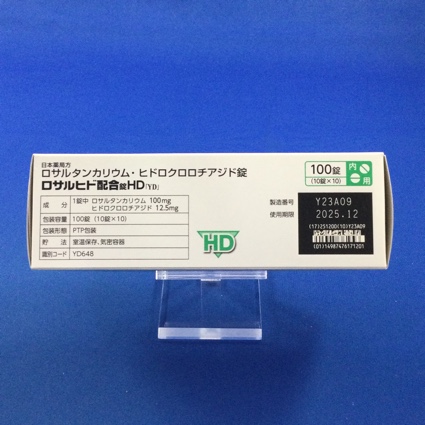 日本薬局方
ロサルタンカリウム・ヒドロクロロチアジド錠
ロサルヒド配合錠HD「YD」
100錠
(10錠×10)
内 用
成分 1錠中 ロサルタンカリウム 100mg
ヒドロクロロチアジド 12.5mg
包装容量 100錠(10錠×10)
包装形態 PTP包装
貯法 室温保存、気密容器
識別コード YD648
HD
製造番号 Y23A09
使用期限 2025.12
(17)251200(10)Y23A09
(01)14987476171201